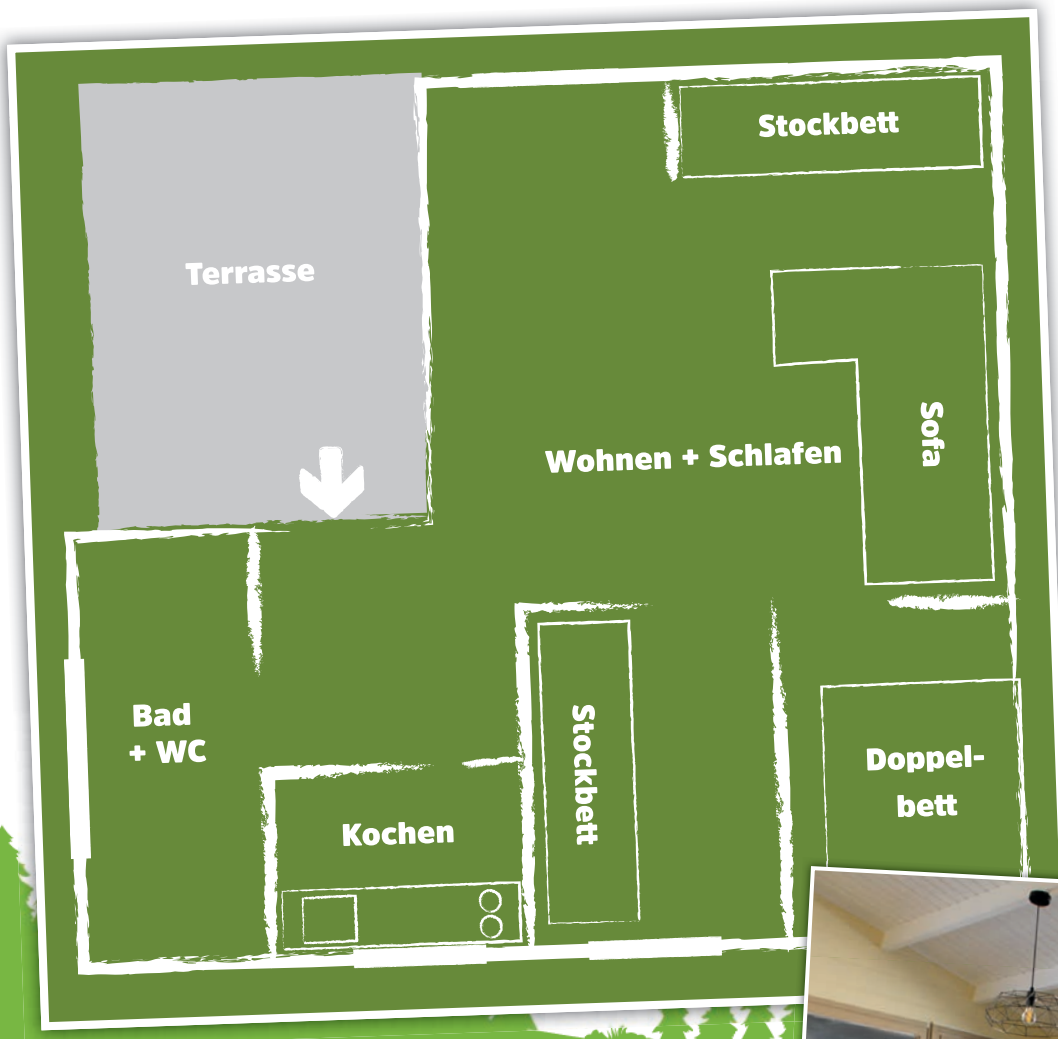 Stockbett
Terrasse
Sofa
Wohnen + Schlafen
Bad
+ WC
Stockbett
Doppel-
bett
Kochen